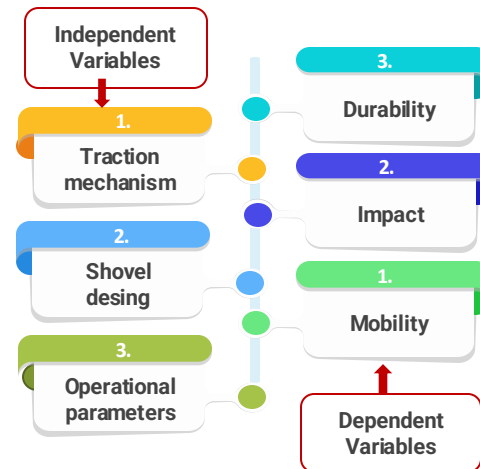 Independent
Variables
1.
Traction
mechanism
2.
Shovel
desing
3.
Operational
parameters
3.
Durability
2.
Impact
1.
Mobility
Dependent
Variables